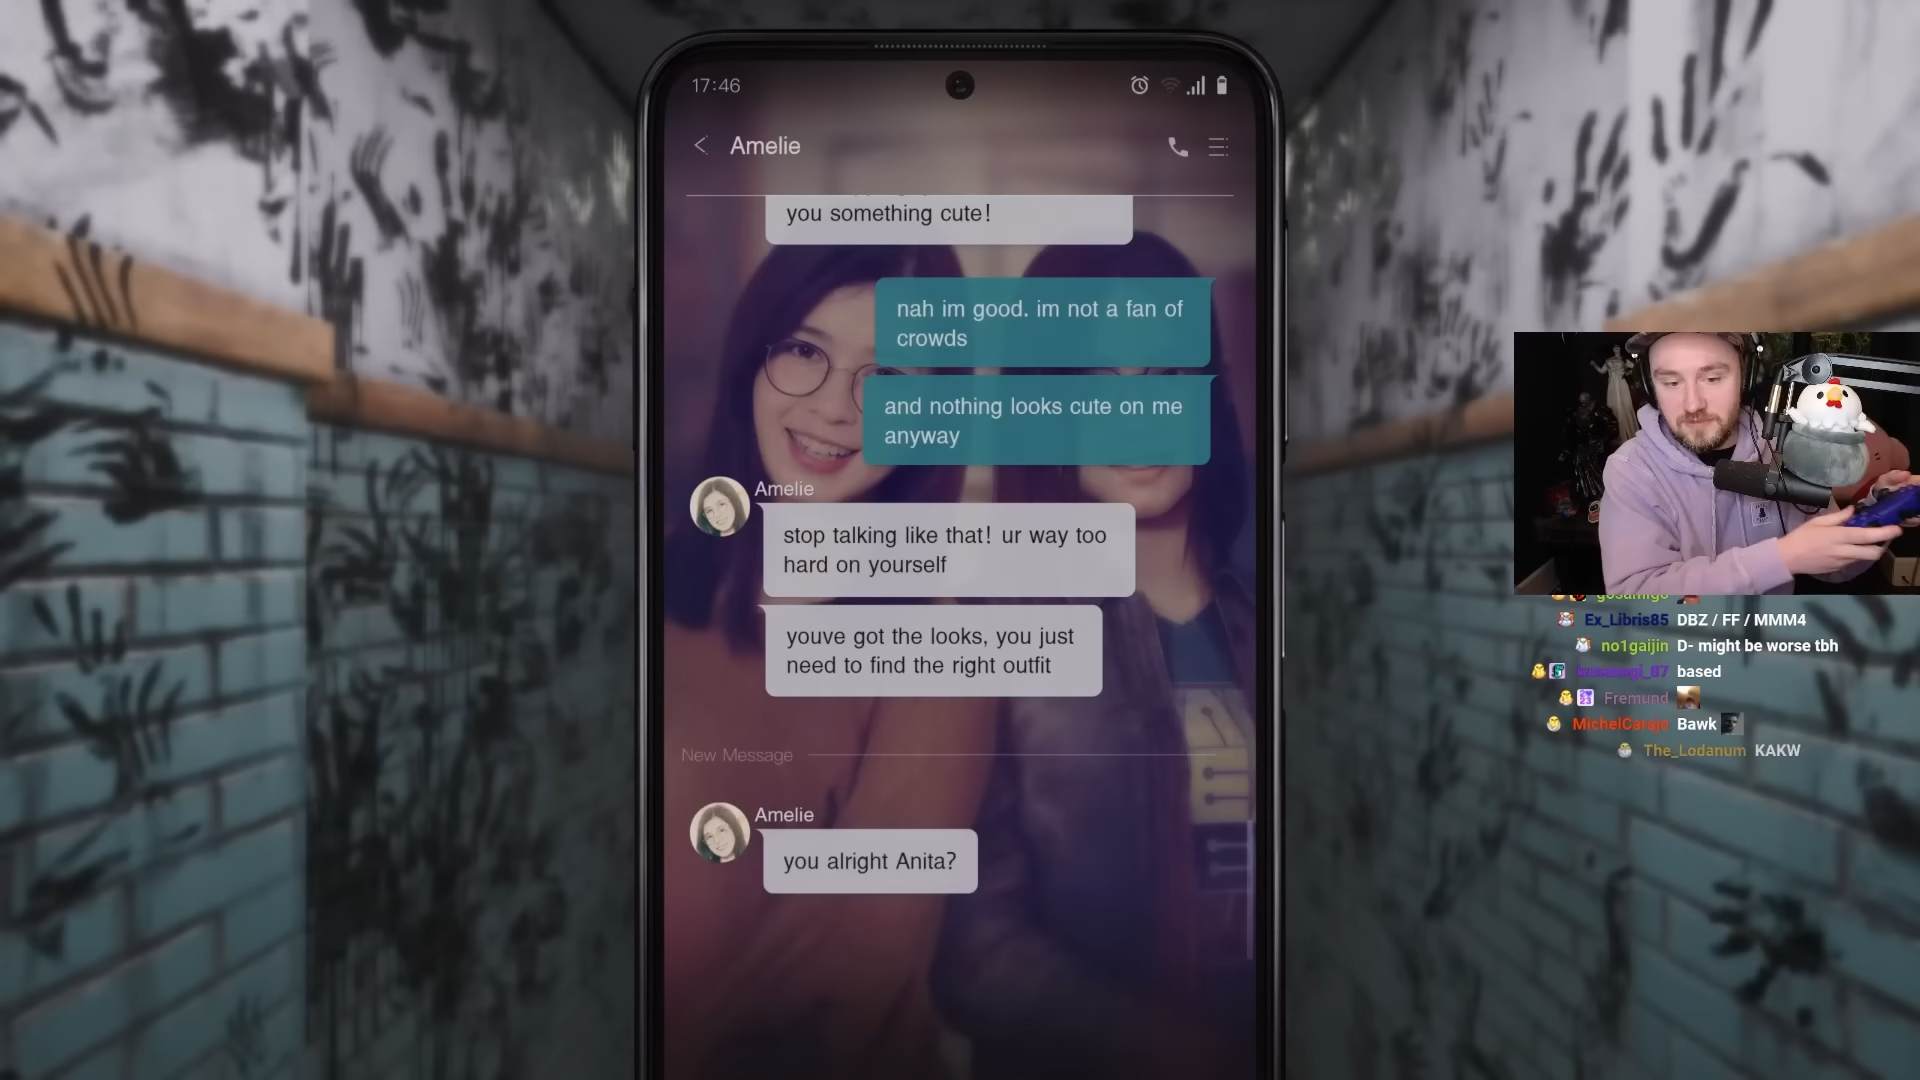 17:46
Amelie
you something cute!
nah im good. im not a fan of
crowds
and nothing looks cute on me
anyway
Amelie
stop talking like that! ur way too
hard on yourself
youve got the looks, you just
need to find the right outfit
New Message
Amelie
you alright Anita?
Ex_Libris85 DBZ / FF / MMM4
no1gaijin D- might be worse tbh
based
Fremund
MichelCarajo Bawk
The_Lodanum KAKW